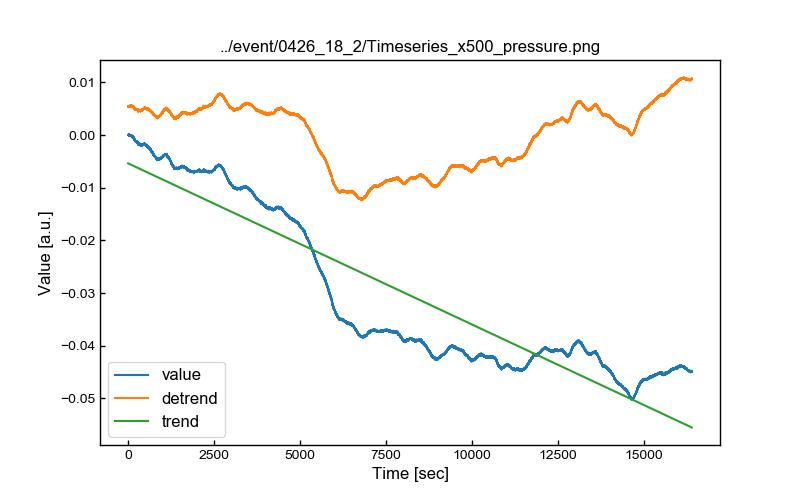 ../event/0426_18_2/Timeseries_x500_pressure.png
0.01
0.00
−0.01
−0.02
−0.03
−0.04
−0.05
Value [a.u.]
value
detrend
trend
0 2500 5000 7500 10000 12500 15000
Time [sec]